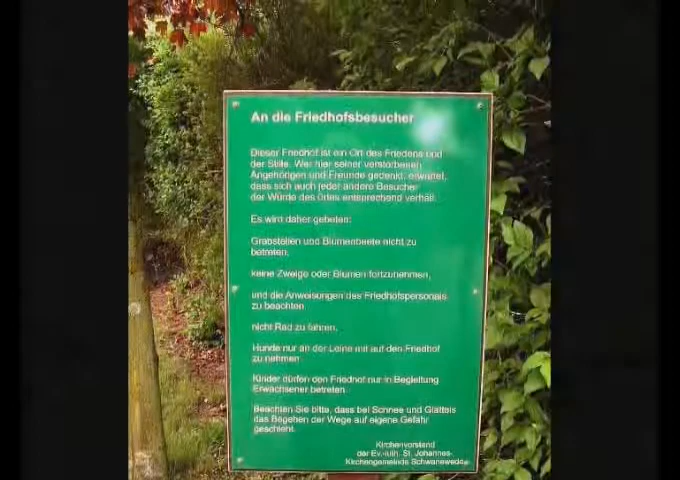 An die Friedhofsbesucher
Dieser Friedhof ist ein Ort des Friedens und
der Stille. Wer hier seiner verstorbenen
Angehörigen und Freunde gedenkt, erwartet,
dass sich auch jeder andere Besucher
der Würde des Ortes entsprechend verhält.
Es wird daher gebeten:
Grabstellen und Blumenbeete nicht zu
betreten,
keine Zweige oder Blumen fortzunehmen,
und die Anweisungen des Friedhofspersonals
zu beachten
nicht Rad zu fahren,
Hunde nur an der Leine mit auf den Friedhof
zu nehmen
Kinder dürfen den Friedhof nur in Begleitung
Erwachsener betreten.
Beachten Sie bitte, dass bei Schnee und Glatteis
das Begehen der Wege auf eigene Gefahr
geschieht.
Kirchenvorstand
der Ev.-luth. St. Johannes-
Kirchengemeinde Schwanewede